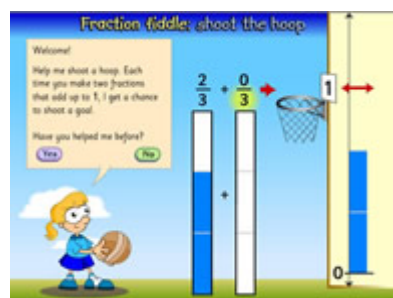 Fraction fiddle: shoot the hoop
Welcome!
Help me shoot a hoop. Each
time you make two fractions
that add up to 1, I get a chance
to shoot a goal.
Have you helped me before?
Yes No
2/3 + 0/3
1
+
0